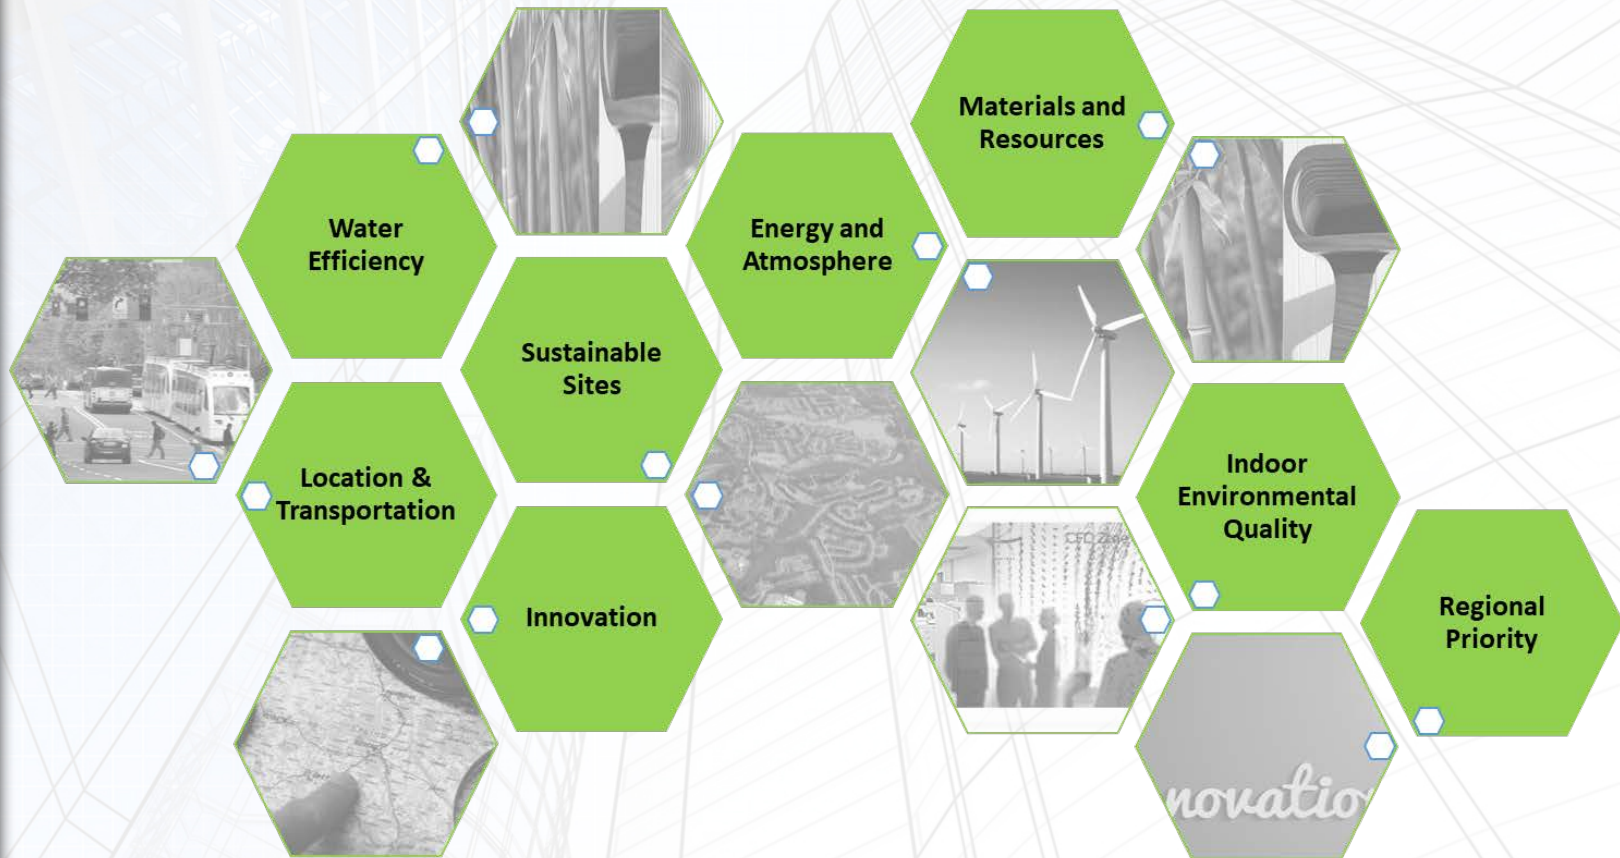 Materials and
Resources
Water
Efficiency
Energy and
Atmosphere
Sustainable
Sites
Location &
Transportation
Indoor
Environmental
Quality
Innovation
Regional
Priority
novatio